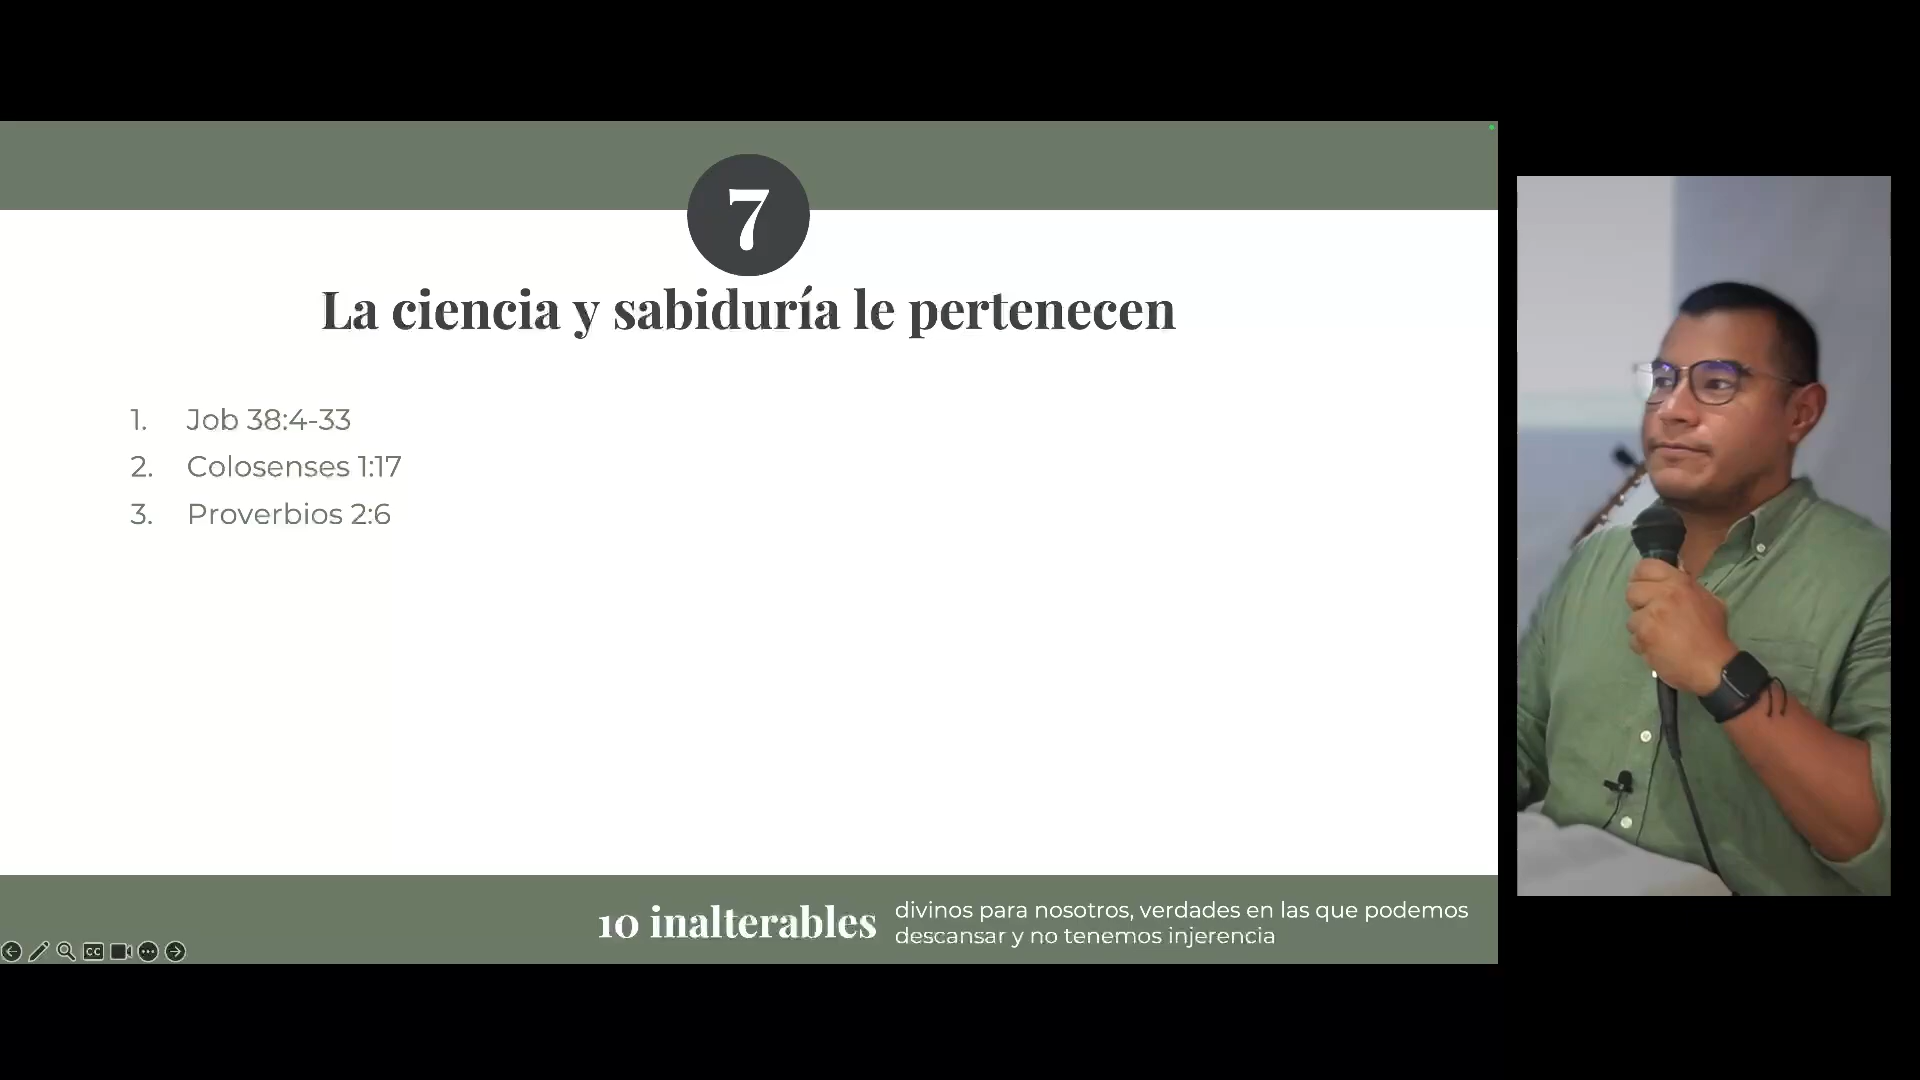 7
La ciencia y sabiduría le pertenecen
1. Job 38:4-33
2. Colosenses 1:17
3. Proverbios 2:6
10 inalterables
divinos para nosotros, verdades en las que podemos
descansar y no tenemos injerencia
CC